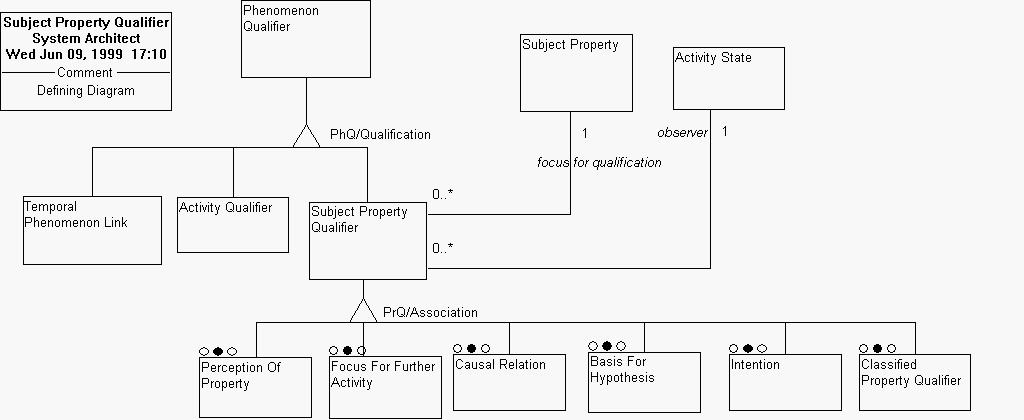 Subject Property Qualifier
System Architect
Wed Jun 09, 1999  17:10
Comment
Defining Diagram
Phenomenon
Qualifier
Subject Property
Activity State
PhQ/Qualification
1
observer
1
focus for qualification
Temporal
Phenomenon Link
Activity Qualifier
Subject Property
Qualifier
0..*
0..*
PrQ/Association
Perception Of
Property
Focus For Further
Activity
Causal Relation
Basis For
Hypothesis
Intention
Classified
Property Qualifier